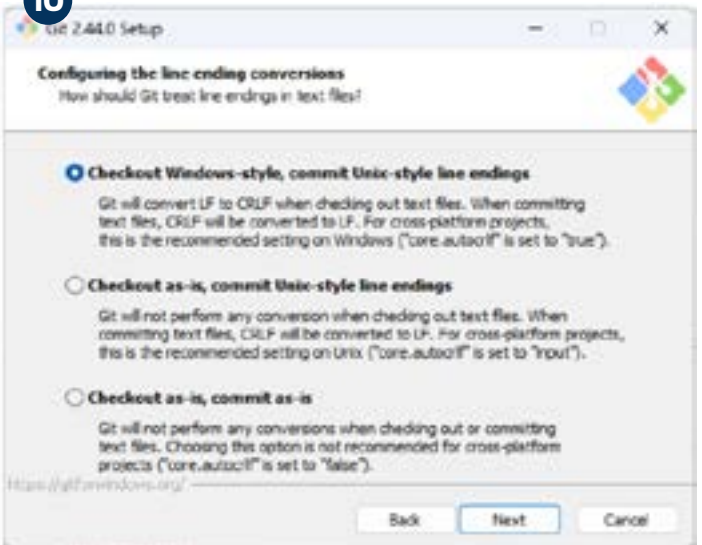 10
Git 2.44.0 Setup
Configuring the line ending conversions
How should Git treat line endings in text files?
Checkout Windows-style, commit Unix-style line endings
Git will convert LF to CRLF when checking out text files. When committing
text files, CRLF will be converted to LF. For cross-platform projects,
this is the recommended setting on Windows ("core.autocrlf" is set to "true").
Checkout as-is, commit Unix-style line endings
Git will not perform any conversion when checking out text files. When
committing text files, CRLF will be converted to LF. For cross-platform projects,
this is the recommended setting on Unix ("core.autocrlf" is set to "input").
Checkout as-is, commit as-is
Git will not perform any conversions when checking out or committing
text files. Choosing this option is not recommended for cross-platform
projects ("core.autocrlf" is set to "false").
https://gitforwindows.org/
Back Next Cancel